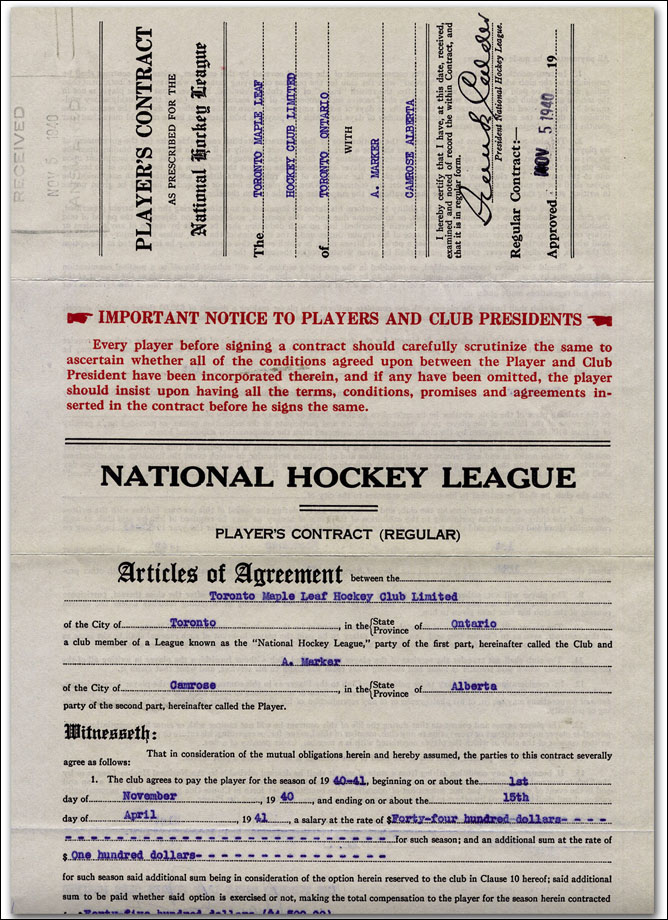 RECEIVED
NOV 5 1940
PLAYER'S CONTRACT
AS PRESCRIBED FOR THE
National Hockey League
The TORONTO MAPLE LEAF
HOCKEY CLUB LIMITED
of TORONTO ONTARIO
WITH
A. MARKER
CAMROSE ALBERTA
I hereby certify that I have, at this date, received,
examined and noted of record the within Contract, and
that it is in regular form.
Frank Calder
President National Hockey League.
Regular Contract:—
Approved NOV 5 1940 19
IMPORTANT NOTICE TO PLAYERS AND CLUB PRESIDENTS
Every player before signing a contract should carefully scrutinize the same to
ascertain whether all of the conditions agreed upon between the Player and Club
President have been incorporated therein, and if any have been omitted, the player
should insist upon having all the terms, conditions, promises and agreements in-
serted in the contract before he signs the same.
NATIONAL HOCKEY LEAGUE
PLAYER'S CONTRACT (REGULAR)
Articles of Agreement between the
Toronto Maple Leaf Hockey Club Limited
of the City of Toronto, in the {State Province of Ontario
a club member of a League known as the "National Hockey League," party of the first part, hereinafter called the Club and
A. Marker
of the City of Camrose, in the {State Province of Alberta
party of the second part, hereinafter called the Player.
Witnesseth:
That in consideration of the mutual obligations herein and hereby assumed, the parties to this contract severally
agree as follows:
1. The club agrees to pay the player for the season of 19 40-41, beginning on or about the 1st
day of November, 19 40, and ending on or about the 15th
day of April, 19 41, a salary at the rate of $Forty-four hundred dollars- - - -
- - - - - - - - - - - - - - - - - - - - - - - - for such season; and an additional sum at the rate of
$ One hundred dollars- - - - - - - - - - - - - - -
for such season said additional sum being in consideration of the option herein reserved to the club in Clause 10 hereof; said additional
sum to be paid whether said option is exercised or not, making the total compensation to the player for the season herein contracted
Forty-five hundred dollars ($4,500.00)